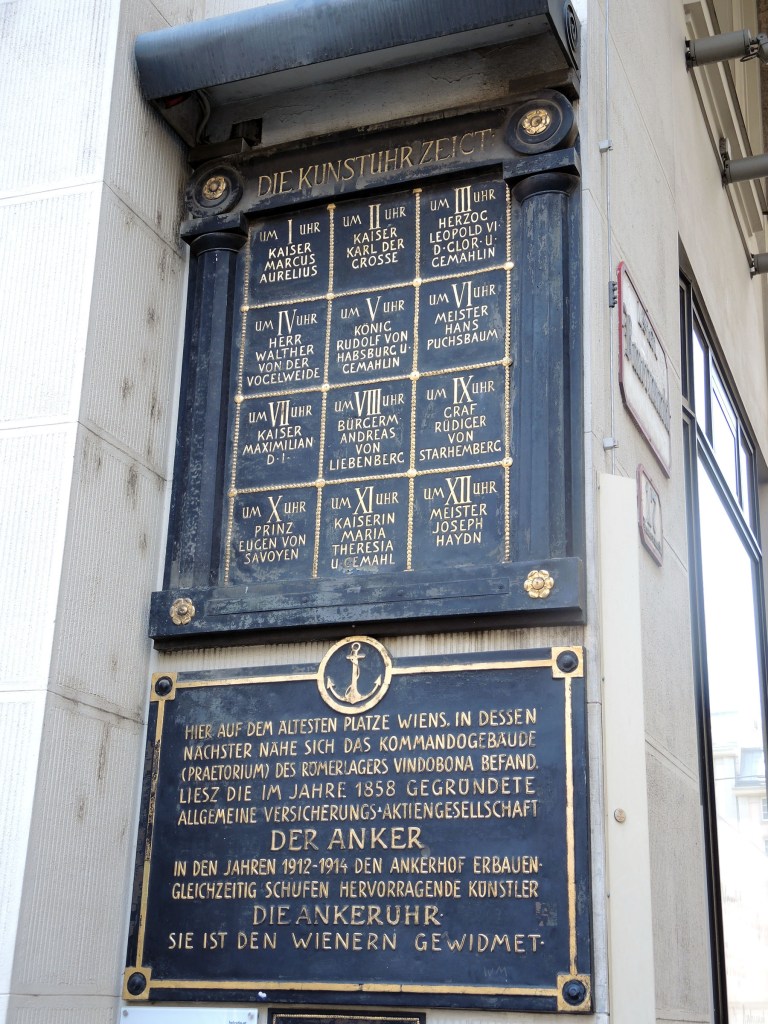 DIE KUNSTUHR ZEIGT·
UM I UHR
KAISER
MARCUS
AURELIUS
UM II UHR
KAISER
KARL DER
GROSSE
UM III UHR
HERZOG
LEOPOLD VI·
D·GLOR·U·
GEMAHLIN
UM IV UHR
HERR
WALTHER
VON DER
VOGELWEIDE
UM V UHR
KÖNIG
RUDOLF VON
HABSBURG U·
GEMAHLIN
UM VI UHR
MEISTER
HANS
PUCHSBAUM
UM VII UHR
KAISER
MAXIMILIAN
D·I·
UM VIII UHR
BÜRGERM·
ANDREAS
VON
LIEBENBERG
UM IX UHR
GRAF
RÜDIGER
VON
STARHEMBERG
UM X UHR
PRINZ
EUGEN VON
SAVOYEN
UM XI UHR
KAISERIN
MARIA
THERESIA
U·GEMAHL
UM XII UHR
MEISTER
JOSEPH
HAYDN
HIER AUF DEM ÄLTESTEN PLATZE WIENS, IN DESSEN
NÄCHSTER NÄHE SICH DAS KOMMANDOGEBÄUDE
(PRAETORIUM) DES RÖMERLAGERS VINDOBONA BEFAND.
LIESZ DIE IM JAHRE 1858 GEGRÜNDETE
ALLGEMEINE VERSICHERUNGS·AKTIENGESELLSCHAFT
DER ANKER
IN DEN JAHREN 1912-1914 DEN ANKERHOF ERBAUEN·
GLEICHZEITIG SCHUFEN HERVORRAGENDE KÜNSTLER
DIE ANKERUHR·
SIE IST DEN WIENERN GEWIDMET·